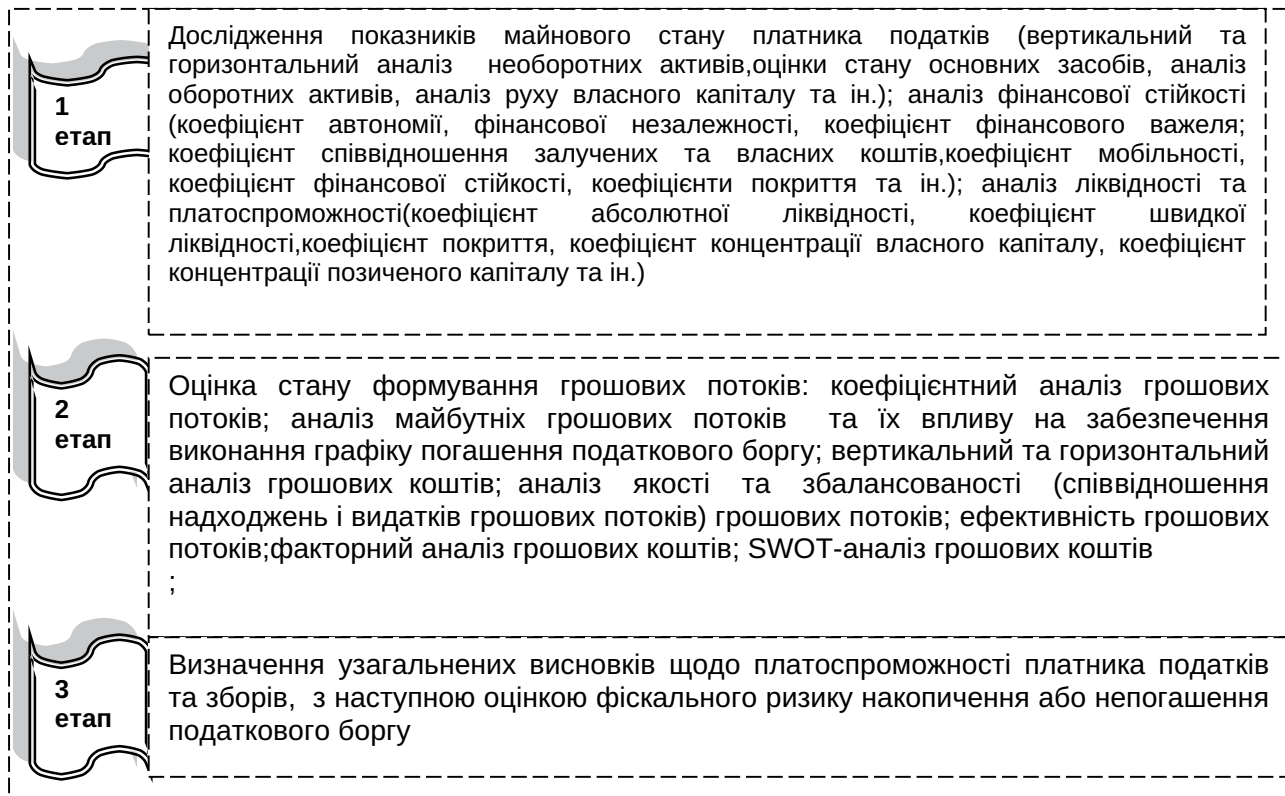 1
етап
Дослідження показників майнового стану платника податків (вертикальний та
горизонтальний аналіз необоротних активів,оцінки стану основних засобів, аналіз
оборотних активів, аналіз руху власного капіталу та ін.); аналіз фінансової стійкості
(коефіцієнт автономії, фінансової незалежності, коефіцієнт фінансового важеля;
коефіцієнт співвідношення залучених та власних коштів,коефіцієнт мобільності,
коефіцієнт фінансової стійкості, коефіцієнти покриття та ін.); аналіз ліквідності та
платоспроможності(коефіцієнт абсолютної ліквідності, коефіцієнт швидкої
ліквідності,коефіцієнт покриття, коефіцієнт концентрації власного капіталу, коефіцієнт
концентрації позиченого капіталу та ін.)
2
етап
Оцінка стану формування грошових потоків: коефіцієнтний аналіз грошових
потоків; аналіз майбутніх грошових потоків та їх впливу на забезпечення
виконання графіку погашення податкового боргу; вертикальний та горизонтальний
аналіз грошових коштів; аналіз якості та збалансованості (співвідношення
надходжень і видатків грошових потоків) грошових потоків; ефективність грошових
потоків;факторний аналіз грошових коштів; SWOT-аналіз грошових коштів
;
3
етап
Визначення узагальнених висновків щодо платоспроможності платника податків
та зборів, з наступною оцінкою фіскального ризику накопичення або непогашення
податкового боргу